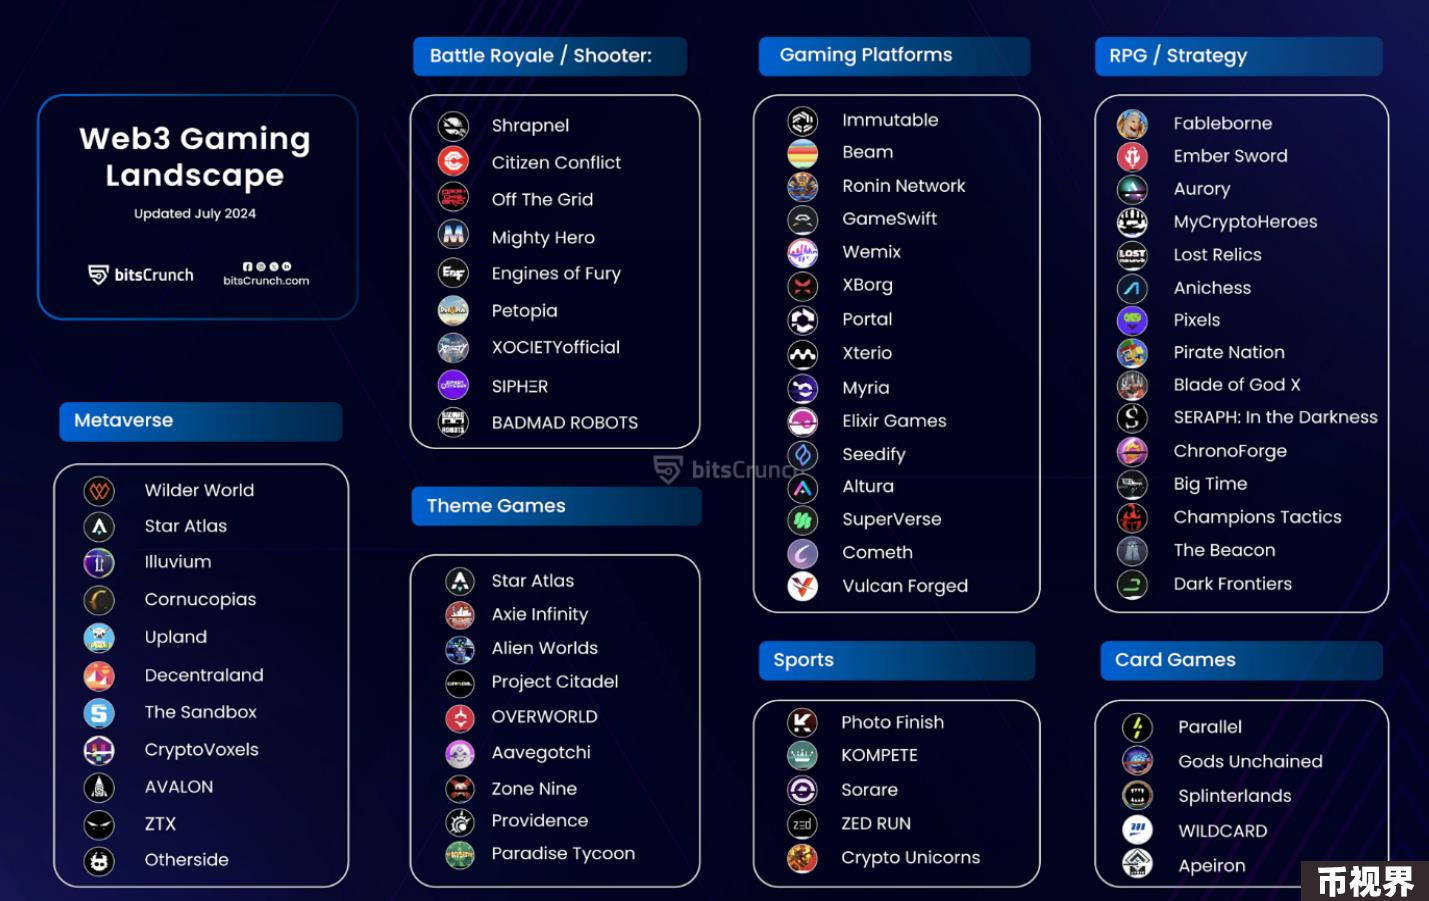 Web3 Gaming
Landscape
Updated July 2024
bitsCrunch
bitsCrunch.com
Metaverse
Wilder World
Star Atlas
Illuvium
Cornucopias
Upland
Decentraland
The Sandbox
CryptoVoxels
AVALON
ZTX
Otherside
Battle Royale / Shooter:
Shrapnel
Citizen Conflict
Off The Grid
Mighty Hero
Engines of Fury
Petopia
XOCIETYofficial
SIPHΞR
BADMAD ROBOTS
Theme Games
Star Atlas
Axie Infinity
Alien Worlds
Project Citadel
OVERWORLD
Aavegotchi
Zone Nine
Providence
Paradise Tycoon
bitsCrunch
Gaming Platforms
Immutable
Beam
Ronin Network
GameSwift
Wemix
XBorg
Portal
Xterio
Myria
Elixir Games
Seedify
Altura
SuperVerse
Cometh
Vulcan Forged
Sports
Photo Finish
KOMPETE
Sorare
zed
ZED RUN
Crypto Unicorns
RPG / Strategy
Fableborne
Ember Sword
Aurory
MyCryptoHeroes
LOST
Lost Relics
Anichess
Pixels
Pirate Nation
Blade of God X
SERAPH: In the Darkness
ChronoForge
Big Time
Champions Tactics
The Beacon
Dark Frontiers
Card Games
Parallel
Gods Unchained
Splinterlands
WILDCARD
Apeiron
币视界